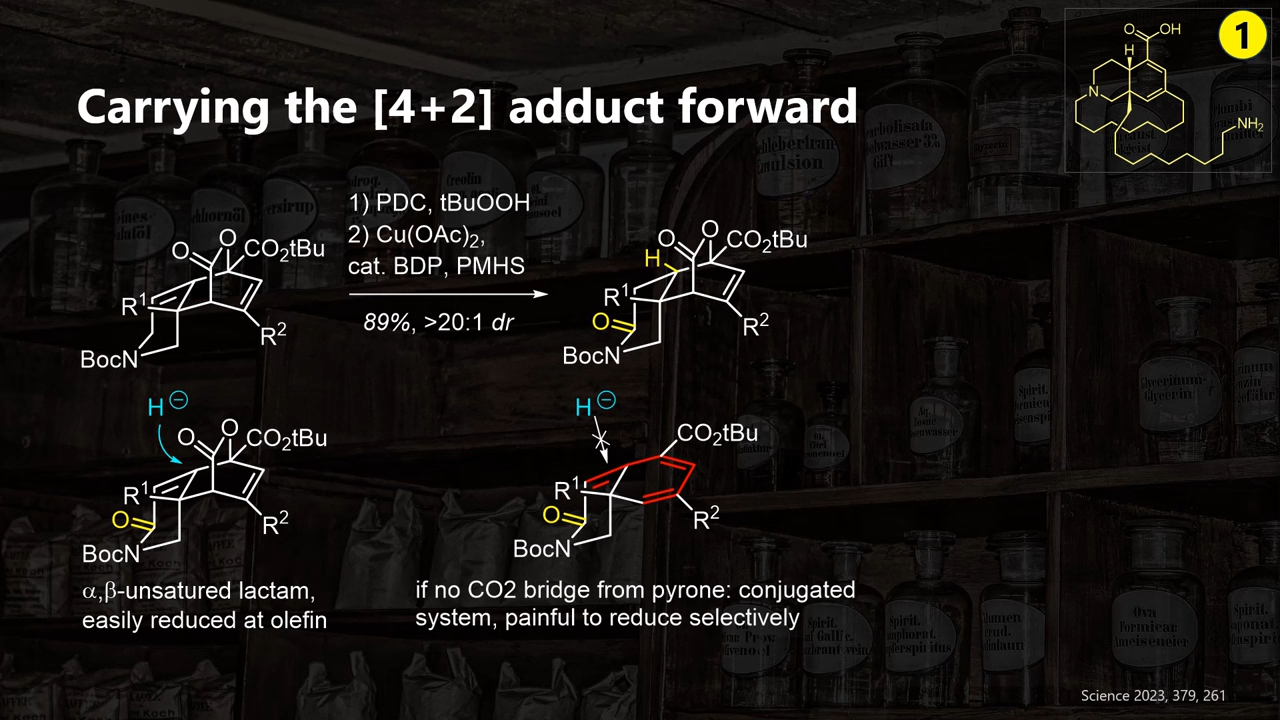 1
O OH
H
N
NH₂
Carrying the [4+2] adduct forward
1) PDC, tBuOOH
2) Cu(OAc)₂,
cat. BDP, PMHS
89%, >20:1 dr
O O CO₂tBu
R¹
R²
BocN
O O CO₂tBu
H
R¹
O
R²
BocN
H⊖
O O CO₂tBu
R¹
O
R²
BocN
H⊖
CO₂tBu
R¹
O
R²
BocN
α,β-unsatured lactam,
easily reduced at olefin
if no CO2 bridge from pyrone: conjugated
system, painful to reduce selectively
Science 2023, 379, 261